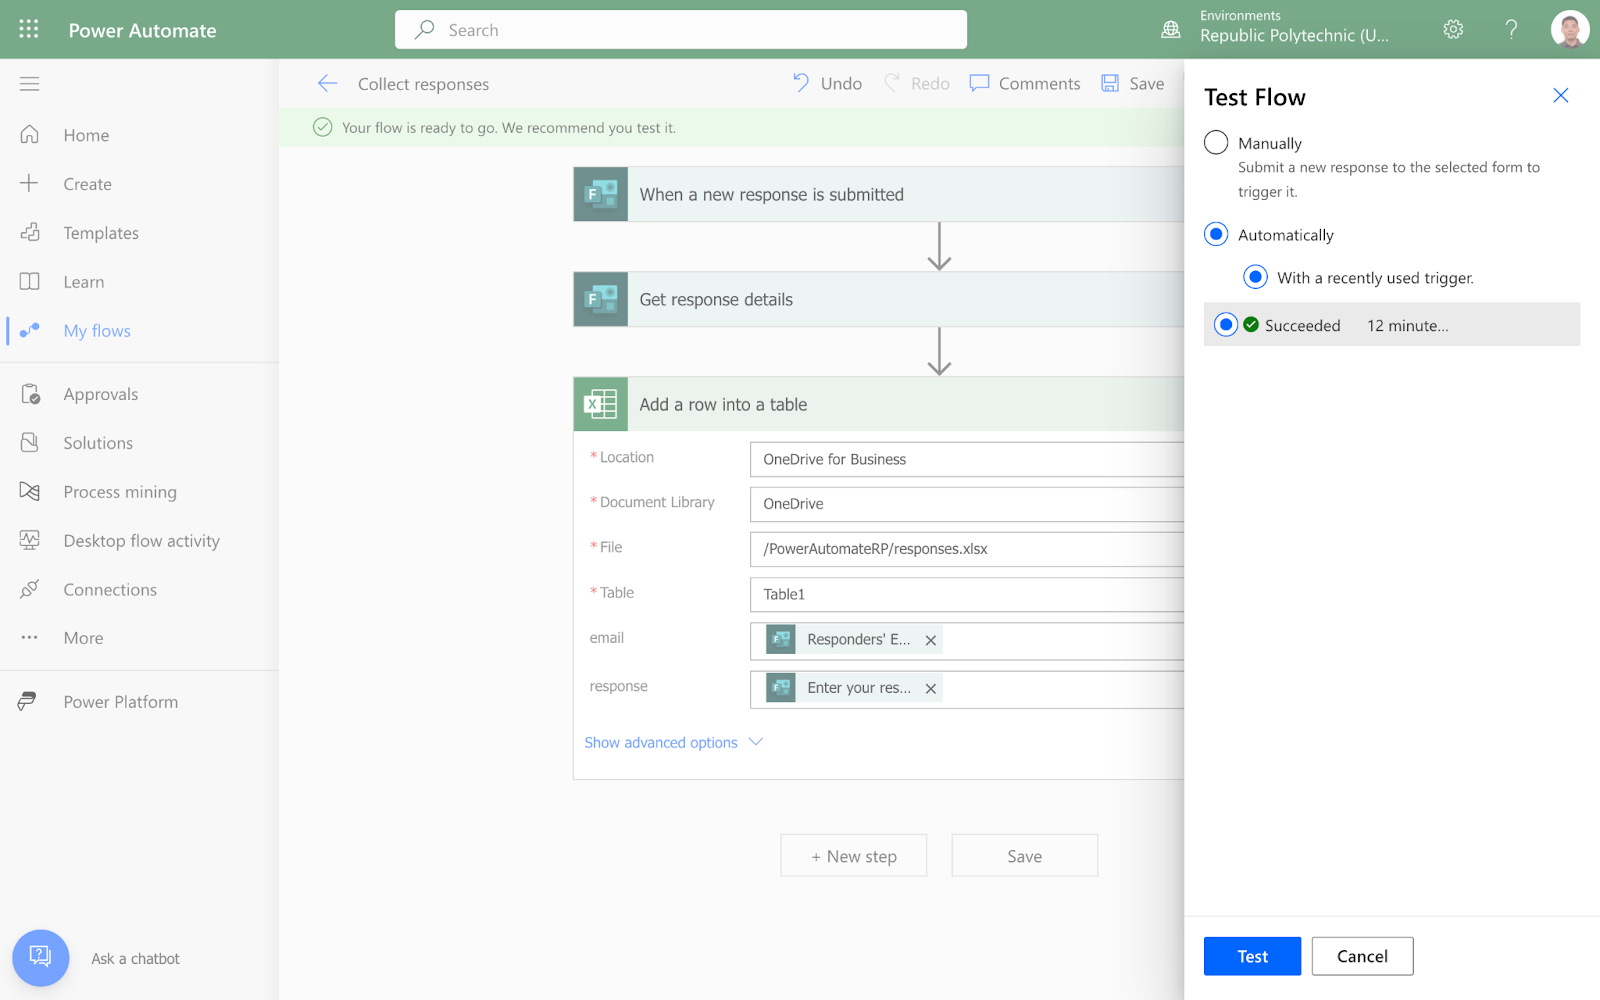 Power Automate
Search
Environments
Republic Polytechnic (U...
Collect responses
Undo
Redo
Comments
Save
Your flow is ready to go. We recommend you test it.
Home
Create
Templates
Learn
My flows
Approvals
Solutions
Process mining
Desktop flow activity
Connections
More
Power Platform
Ask a chatbot
When a new response is submitted
Get response details
Add a row into a table
* Location
OneDrive for Business
* Document Library
OneDrive
* File
/PowerAutomateRP/responses.xlsx
* Table
Table1
email
Responders' E...
response
Enter your res...
Show advanced options
+ New step
Save
Test Flow
Manually
Submit a new response to the selected form to
trigger it.
Automatically
With a recently used trigger.
Succeeded 12 minute...
Test
Cancel